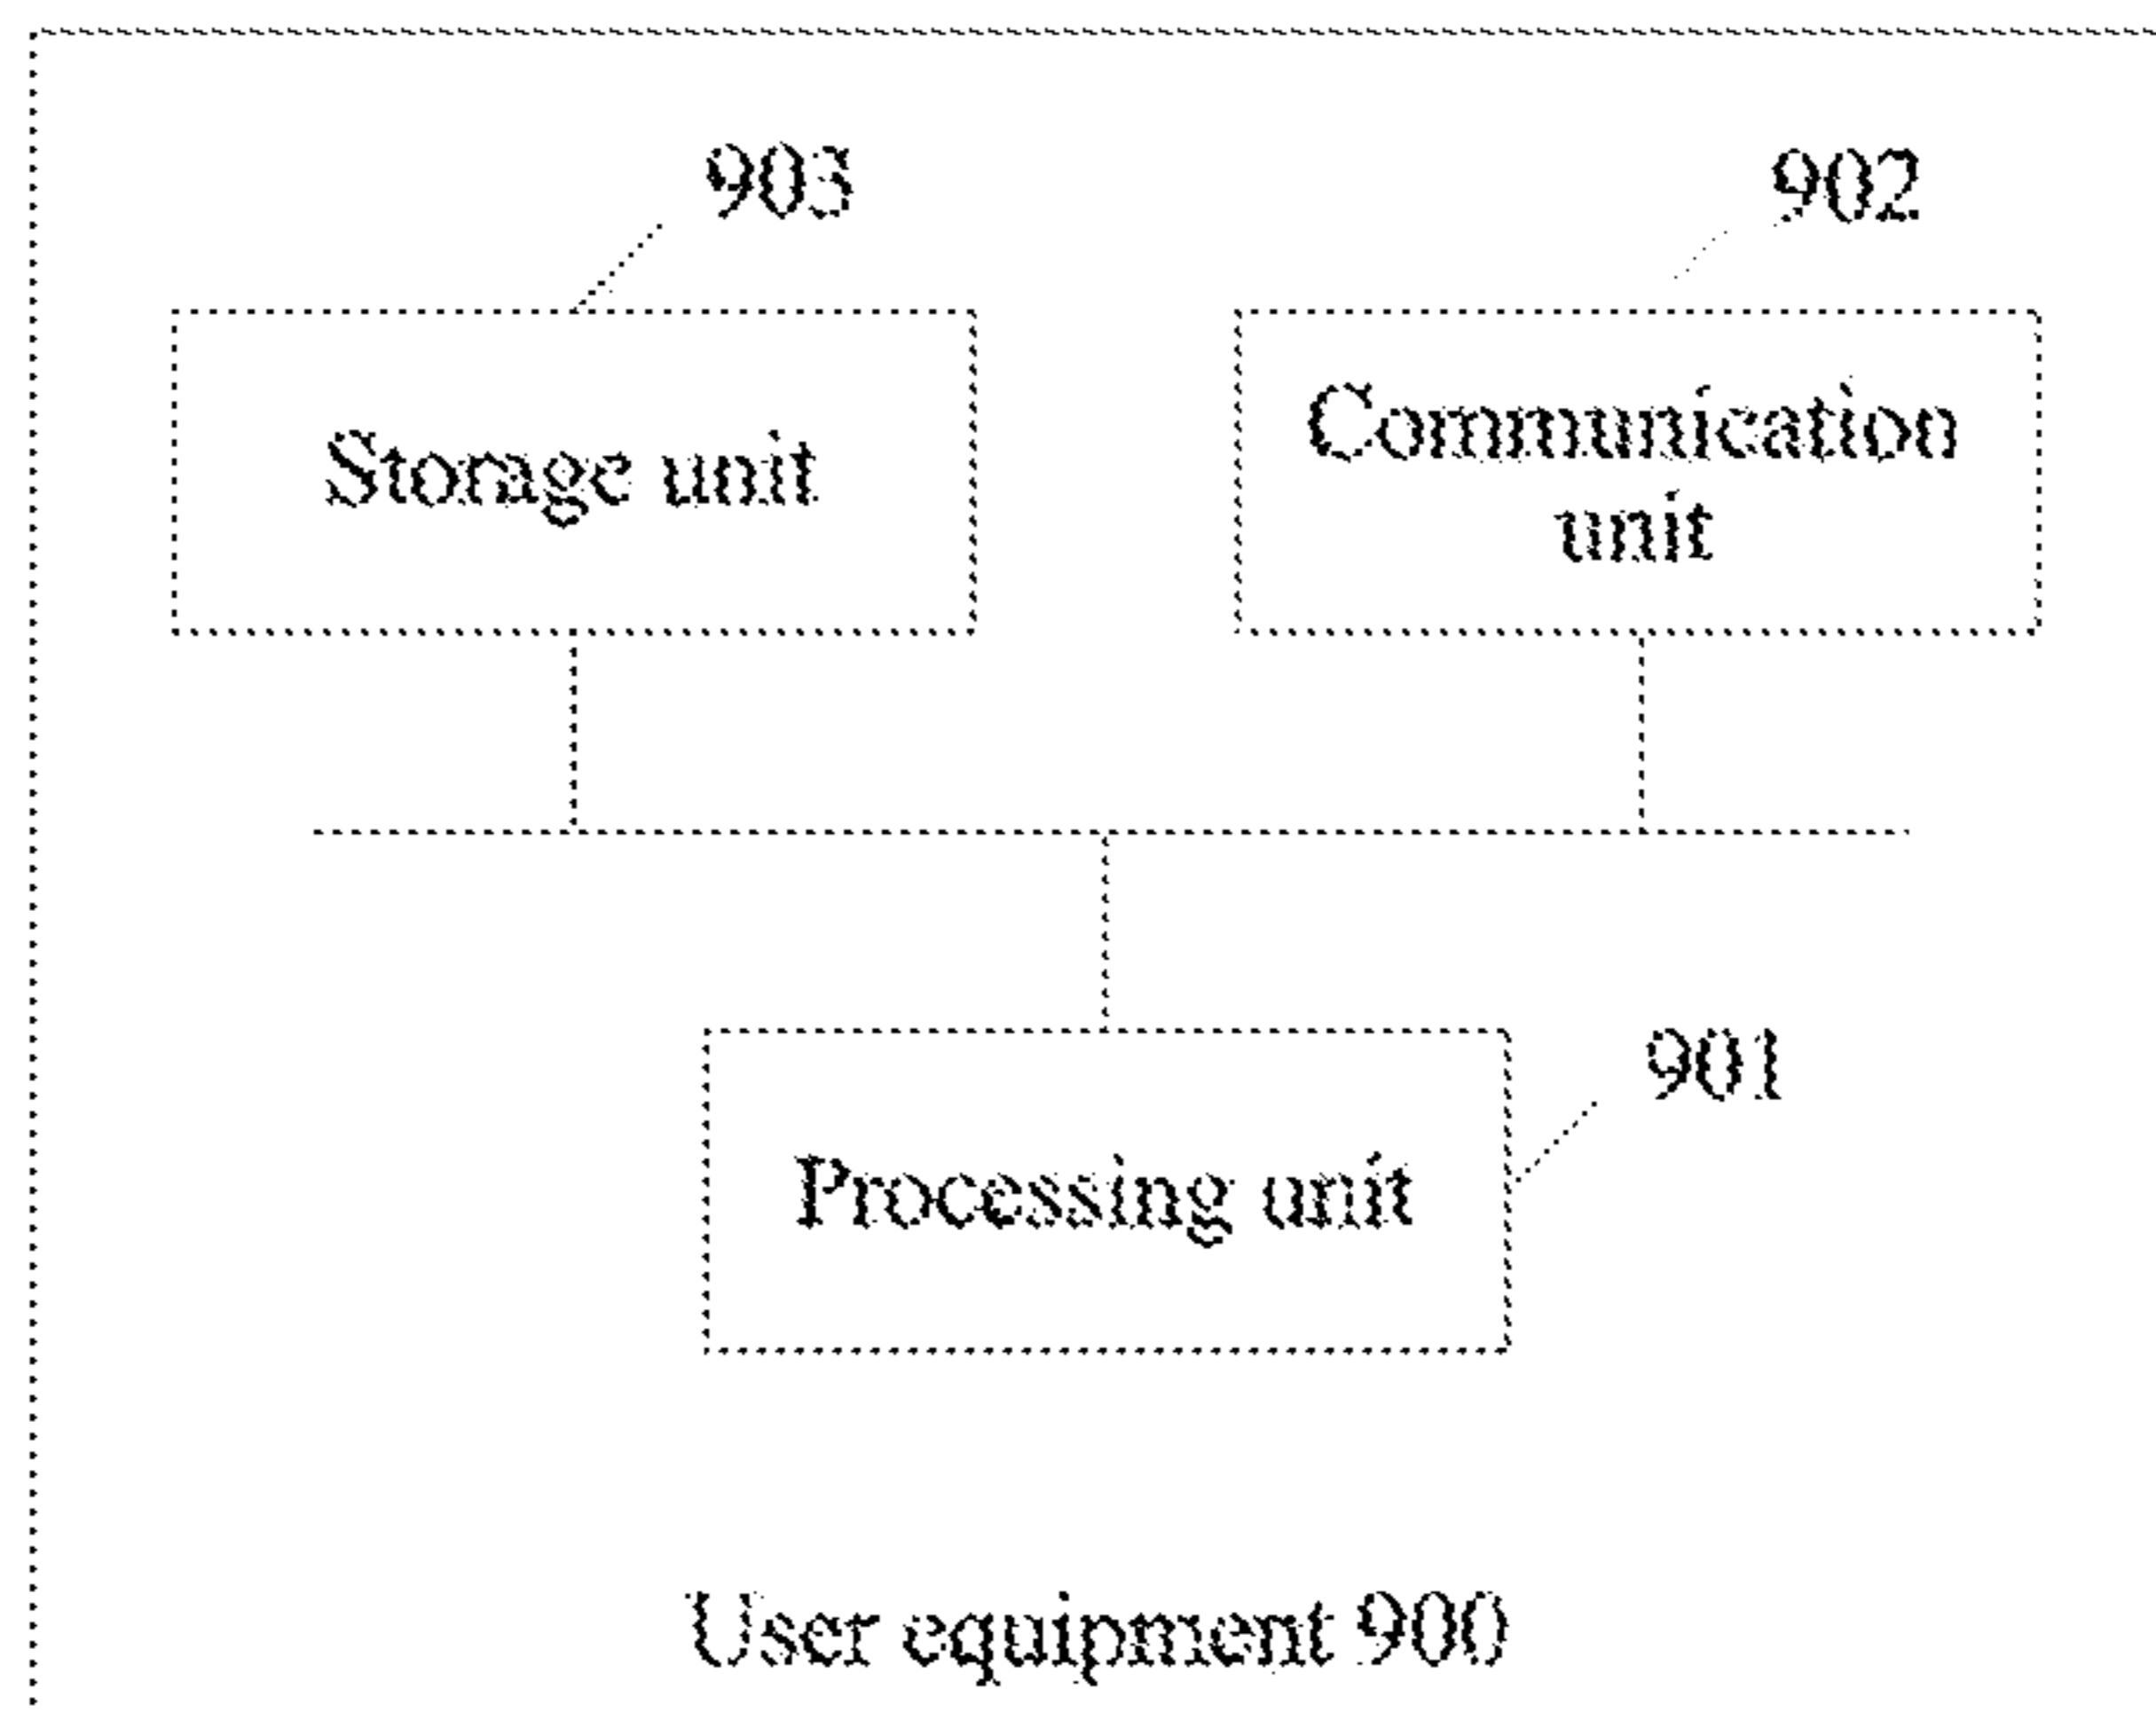 903
902
Storage unit
Communication
unit
901
Processing unit
User equipment 900